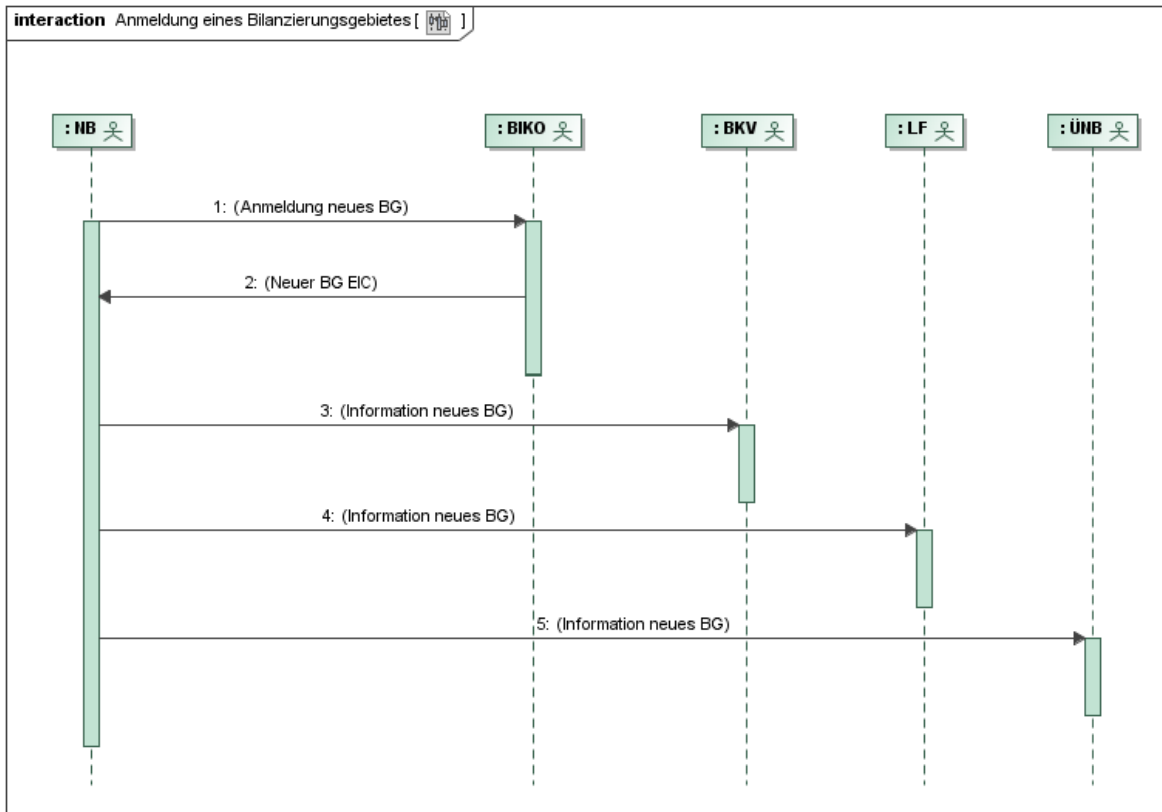 interaction Anmeldung eines Bilanzierungsgebietes [ ]
: NB
: BIKO
: BKV
: LF
: ÜNB
1: (Anmeldung neues BG)
2: (Neuer BG EIC)
3: (Information neues BG)
4: (Information neues BG)
5: (Information neues BG)